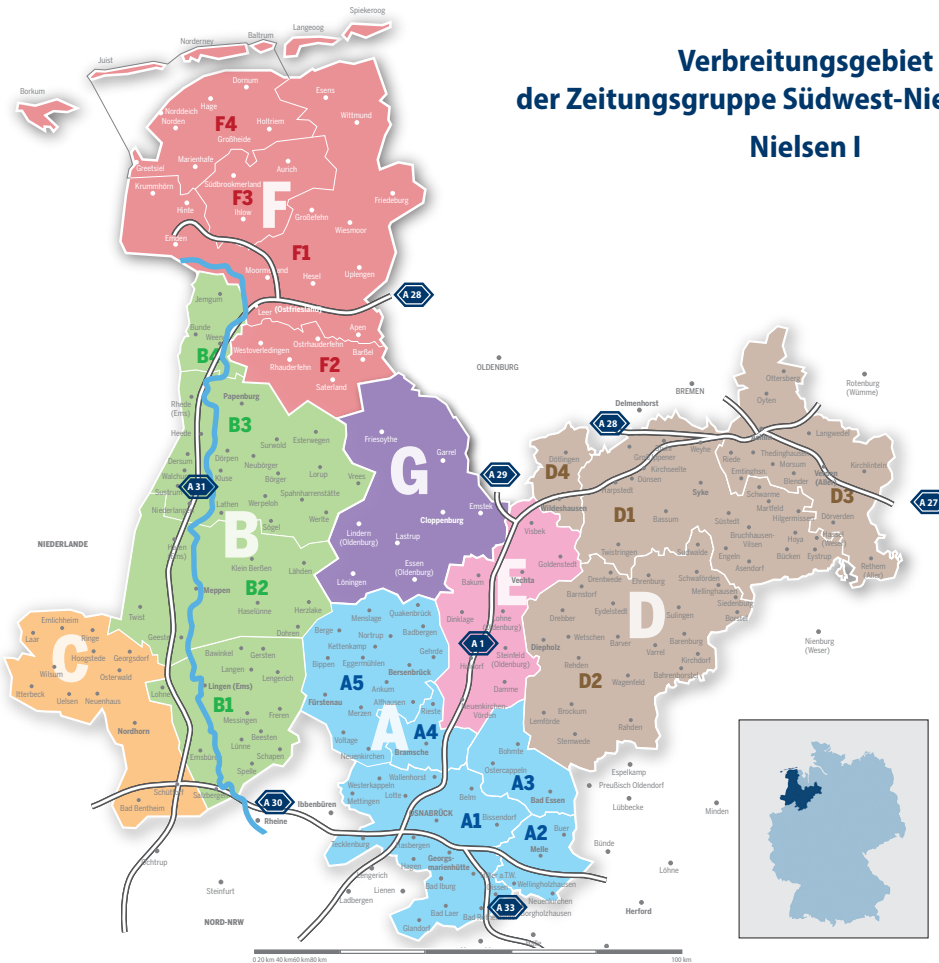 Verbreitungsgebiet
der Zeitungsgruppe Südwest-Nie
Nielsen I
Spiekeroog
Langeoog
Baltrum
Norderney
Juist
Borkum
Dornum
Esens
Hage
Norddeich
Norden
F4
Holtriem
Wittmund
Großheide
Marienhafe
Greetsiel
Aurich
Krummhörn
Südbrookmerland
F3
F
Friedeburg
Hinte
Ihlow
Großefehn
Wiesmoor
Emden
F1
Moormerland
Hesel
Uplengen
Jemgum
A 28
Leer (Ostfriesland)
Bunde
Weener
Apen
Ostrhauderfehn
Westoverledingen
Barßel
B4
Rhauderfehn
F2
Saterland
OLDENBURG
BREMEN
Ottersberg
Rotenburg
(Wümme)
Oyten
Rhede
(Ems)
Papenburg
Delmenhorst
B3
A 28
Heede
Surwold
Esterwegen
Friesoythe
Garrel
Weyhe
Riede
Langwedel
Thedinghausen
Dersum
Dörpen
Neubörger
Dötlingen
Kirchseelte
Emtinghsn.
Morsum
Verden
(Aller)
Kirchlinteln
Walchum
Kluse
Börger
Lorup
Vrees
G
A 29
D4
Dünsen
Blender
A 31
Sustrum
Spahnharrenstätte
Harpstedt
Syke
Schwarme
D3
A 27
Niederlangen
Lathen
Werpeloh
Cloppenburg
Emstek
Wildeshausen
D1
Martfeld
Hilgermissen
Dörverden
Sögel
Werlte
Bassum
Süstedt
Lindern
(Oldenburg)
Lastrup
Visbek
Bruchhausen-
Vilsen
Hoya
Hassel
(Weser)
NIEDERLANDE
Haren
(Ems)
B
Twistringen
Sudwalde
Bücken
Eystrup
Klein Berßen
Essen
(Oldenburg)
Goldenstedt
Engeln
Asendorf
Rethem
(Aller)
Lähden
Löningen
Bakum
Vechta
E
Drentwede
Ehrenburg
Schwaförden
Meppen
B2
Barnstorf
Mellinghausen
Siedenburg
Haselünne
Herzlake
Quakenbrück
Menslage
Dinklage
Lohne
(Oldenburg)
Drebber
Eydelstedt
D
Sulingen
Borstel
Emlichheim
Twist
Dohren
Berge
Badbergen
Nienburg
(Weser)
Laar
Ringe
Geeste
Nortrup
Wetschen
Barver
Barenburg
C
Hoogstede
Georgsdorf
Bawinkel
Gersten
Kettenkamp
Gehrde
A 1
Diepholz
Varrel
Wilsum
Osterwald
Langen
Bippen
Eggermühlen
Steinfeld
(Oldenburg)
Rehden
Kirchdorf
Itterbeck
Uelsen
Neuenhaus
Lohne
Lingen (Ems)
Lengerich
A5
Bersenbrück
Holdorf
Bahrenborstel
Ankum
D2
Wagenfeld
B1
Fürstenau
Alfhausen
Rieste
Damme
Messingen
Freren
Merzen
Neuenkirchen-
Vörden
Brockum
Nordhorn
Beesten
A
A4
Lemförde
Rahden
Lünne
Voltlage
Bramsche
Stemwede
Emsbüren
Schapen
Neuenkirchen
Bohmte
Spelle
Wallenhorst
Ostercappeln
Espelkamp
Schüttorf
Salzbergen
Westerkappeln
A3
Preußisch Oldendorf
Bad Bentheim
A 30
Ibbenbüren
Mettingen
Lotte
Belm
Bad Essen
Lübbecke
Minden
Rheine
OSNABRÜCK
A1
Bissendorf
A2
Buer
Tecklenburg
Hasbergen
Melle
Bünde
Ochtrup
Hagen
Georgs-
marienhütte
Löhne
Steinfurt
Lengerich
Bad Iburg
Wellingholzhausen
Lienen
Dissen
Neuenkirchen
Ladbergen
A 33
Borgholzhausen
Herford
NORD-NRW
Bad Laer
Glandorf
Halle
0 20 km 40 km60 km80 km
100 km